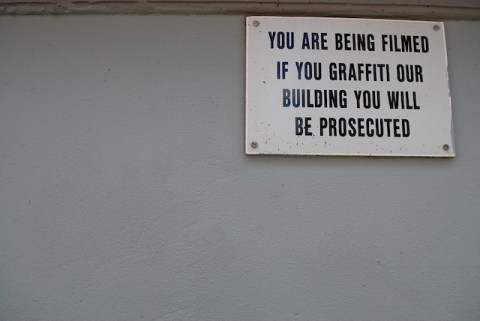 YOU ARE BEING FILMED
IF YOU GRAFFITI OUR
BUILDING YOU WILL
BE PROSECUTED